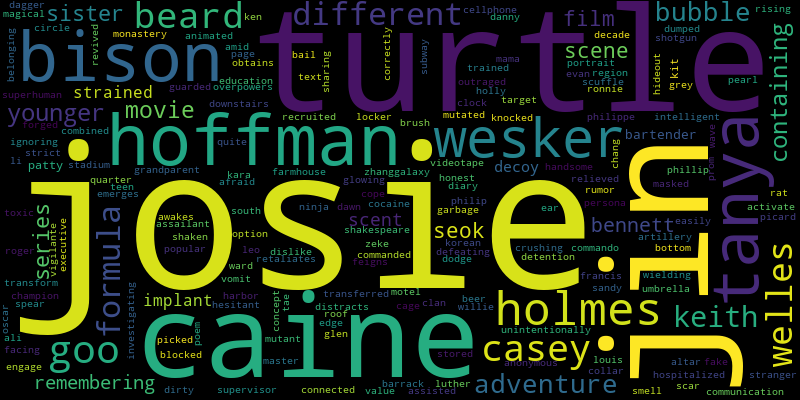 dagger
magical
sister
beard
ken
different
cellphone
danny
film
bubble
rising
circle
monastery
revived
animated
decade
dumped
shotgun
belonging
bison
amid
page
obtains
turtle
mama
scene
portrait
hideout
strained
education
bail
sharing
correctly
subway
trained
evan
region
kit
superhuman
guarded
overpowers
text
outraged
scuffle
grey
pearl
containing
younger
movie
downstairs
holly
target
ronnie
forged
combined
hoffman
recruited
locker
clock
mutated
knocked
philippe
intelligent
ignoring
quite
brush
wesker
bartender
strict
stadium
grandparent
li
patty
kara
farmhouse
zhanggalaxy
videotape
decoy
handsome
chang
phillip
quarter
afraid
glowing
honest
relieved
masked
teen
diary
rumor
rat
emerges
josie
cope
persona
activate
toxic
south
ninja
dawn
cocaine
philip
jin
tanya
picard
awakes
scent
garbage
ear
bennett
easily
series
vigilante
executive
formula
assailant
option
shakespeare
seok
korean
artillery
roger
shaken
popular
leo
dislike
zeke
commanded
defeating
crushing
commando
bottom
transform
ward
retaliates
reigns
dodge
detention
francis
wielding
welles
champion
vomit
motel
sandy
umbrella
spear
implant
harbor
transferred
cage
clan
beer
holmes
oscar
investigating
hesitant
concept
tae
distracts
willie
keith
ali
picked
poem
caine
roof
unintentionally
facing
goo
blocked
mutant
edge
glen
casey
louis
altar
fake
engage
master
stored
anonymous
collar
hospitalized
stranger
remembering
dirty
supervisor
connected
value
barrack
assisted
luther
adventure
smell
scar
communication